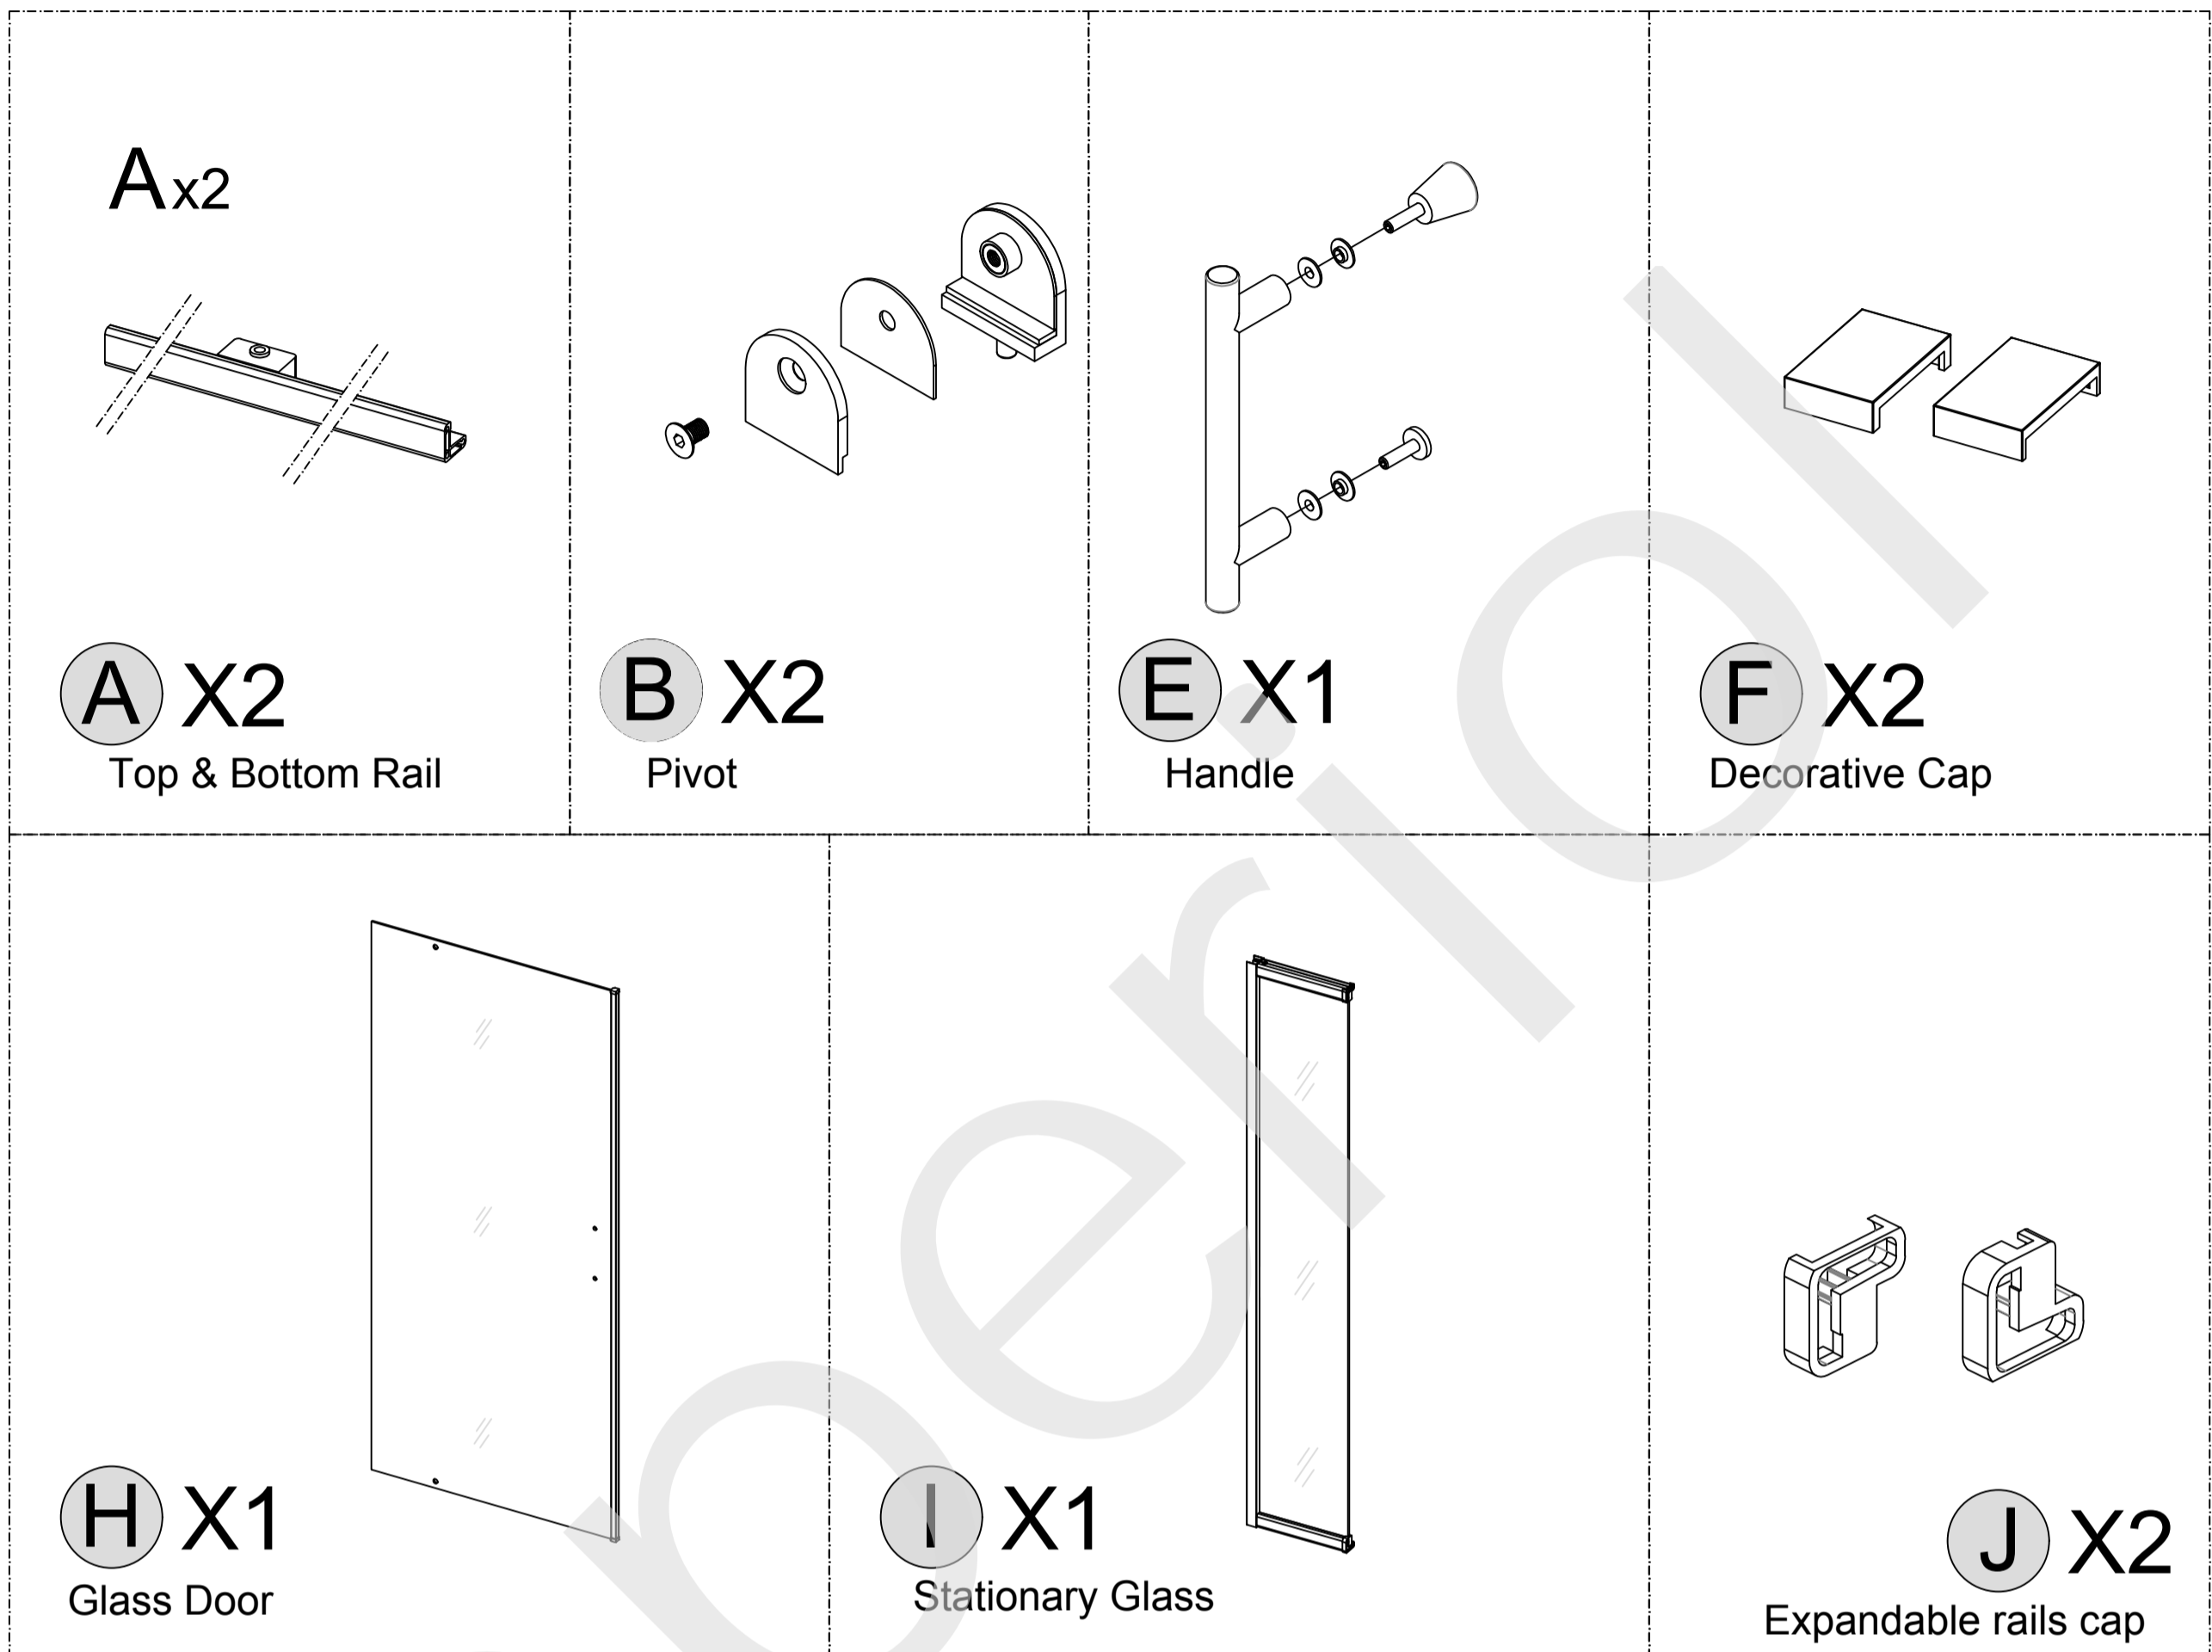 Ax2
A X2
Top & Bottom Rail
B X2
Pivot
E X1
Handle
F X2
Decorative Cap
H X1
Glass Door
I X1
Stationary Glass
J X2
Expandable rails cap